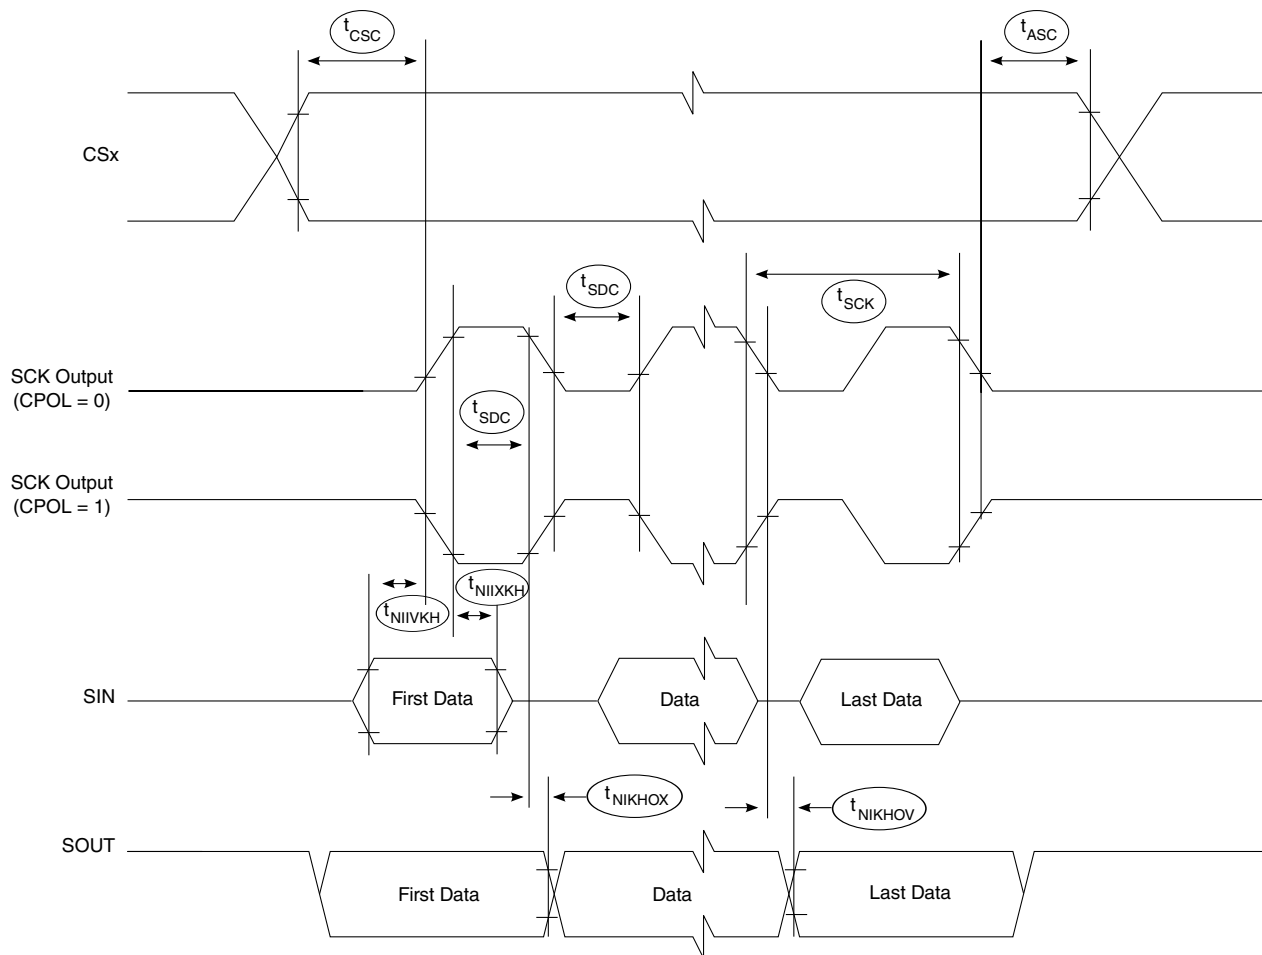 tCSC
tASC
CSx
tSDC
tSCK
SCK Output
(CPOL = 0)
tSDC
SCK Output
(CPOL = 1)
tNIIXKH
tNIIVKH
SIN
First Data
Data
Last Data
tNIKHOX
tNIKHOV
SOUT
First Data
Data
Last Data